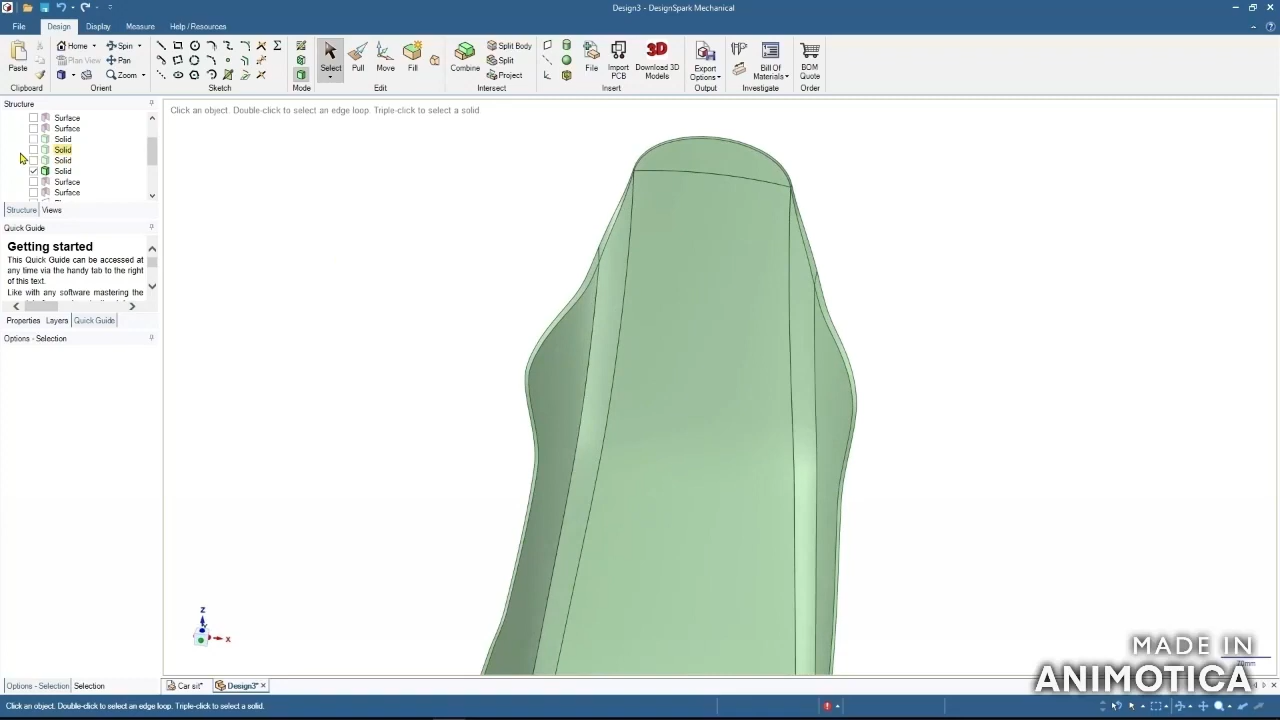 Design3 - DesignSpark Mechanical
File Design Display Measure Help / Resources
Home Spin Split Body
Plan View Pan Split
Zoom Project
Paste Select Pull Move Fill Combine File Import PCB Download 3D Models Export Options Bill Of Materials BOM Quote
3D
Clipboard Orient Sketch Mode Edit Intersect Insert Output Investigate Order
Structure
Click an object. Double-click to select an edge loop. Triple-click to select a solid.
Surface
Surface
Solid
Solid
Solid
Solid
Surface
Surface
Structure Views
Quick Guide
Getting started
This Quick Guide can be accessed at
any time via the handy tab to the right
of this text.
Like with any software mastering the
Properties Layers Quick Guide
Options - Selection
Z
X
MADE IN
ANIMOTICA
Options - Selection Selection
Car sit* Design3*
Click an object. Double-click to select an edge loop. Triple-click to select a solid.